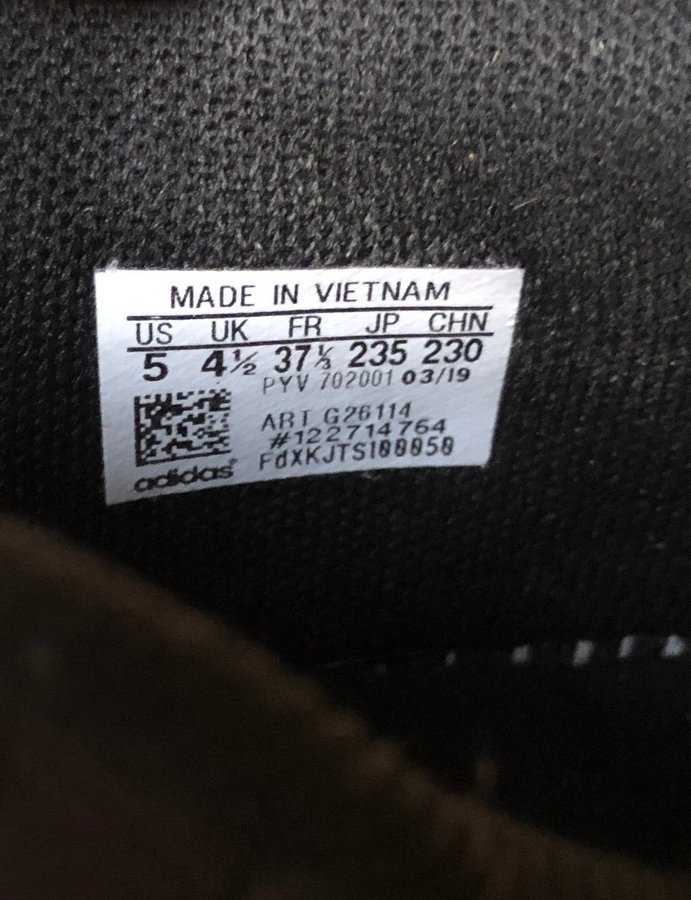 MADE IN VIETNAM
US UK FR JP CHN
5 4½ 37⅓ 235 230
PYV 702001 03/19
ART G26114
#122714764
FdXKJTSI00050
adidas